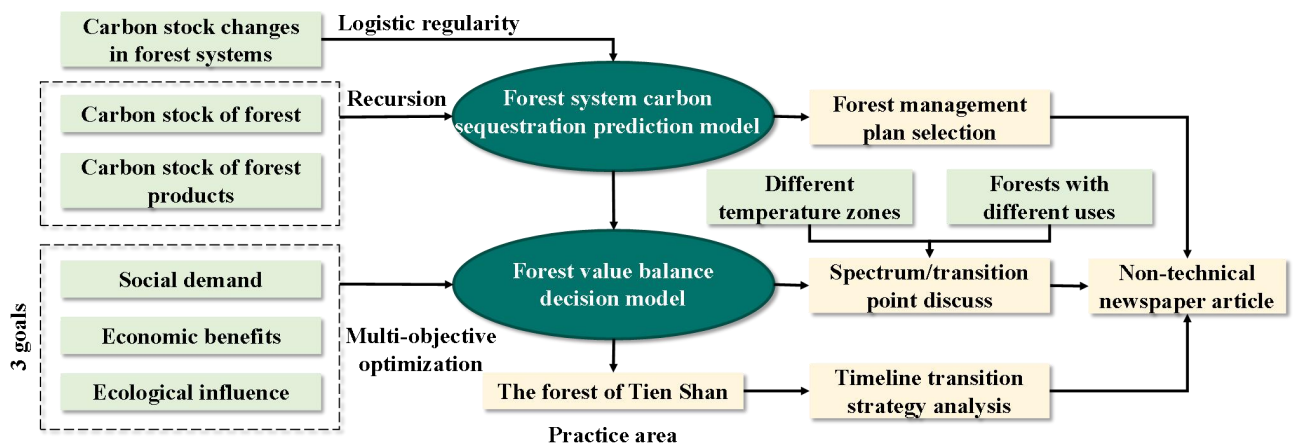 Carbon stock changes
in forest systems
Logistic regularity
Carbon stock of forest
Carbon stock of forest
products
Recursion
Forest system carbon
sequestration prediction model
Forest management
plan selection
Different
temperature zones
Forests with
different uses
3 goals
Social demand
Economic benefits
Ecological influence
Multi-objective
optimization
Forest value balance
decision model
Spectrum/transition
point discuss
Non-technical
newspaper article
The forest of Tien Shan
Practice area
Timeline transition
strategy analysis